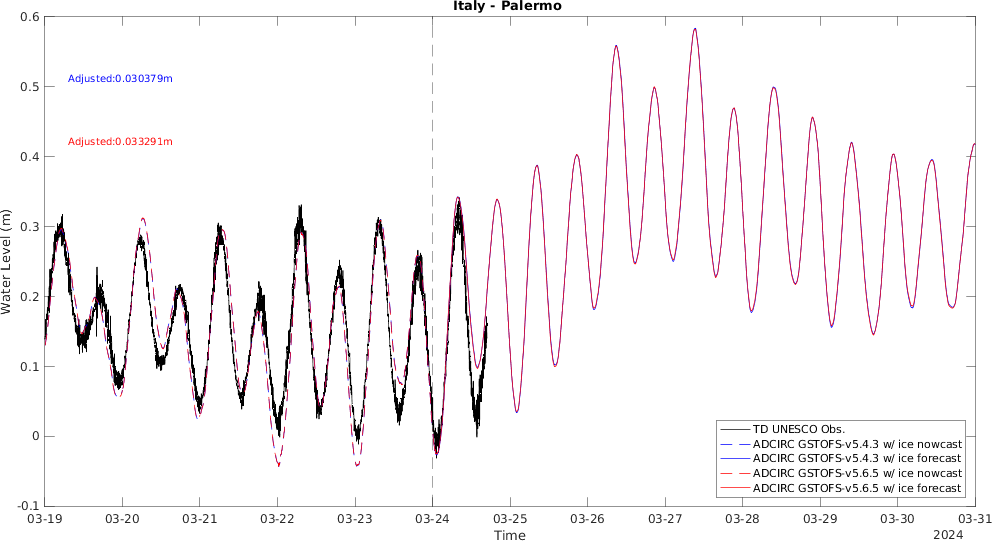 Italy - Palermo
0.6
0.5
0.4
0.3
0.2
0.1
0
-0.1
Water Level (m)
Adjusted:0.030379m
Adjusted:0.033291m
TD UNESCO Obs.
ADCIRC GSTOFS-v5.4.3 w/ ice nowcast
ADCIRC GSTOFS-v5.4.3 w/ ice forecast
ADCIRC GSTOFS-v5.6.5 w/ ice nowcast
ADCIRC GSTOFS-v5.6.5 w/ ice forecast
03-19 03-20 03-21 03-22 03-23 03-24 03-25 03-26 03-27 03-28 03-29 03-30 03-31
Time
2024